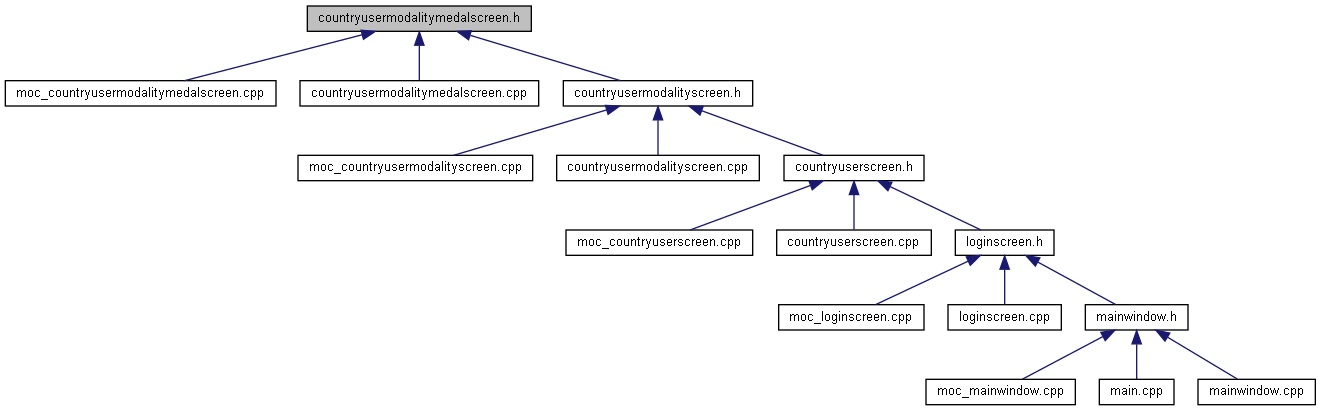 countryusermodalitymedalscreen.h
moc_countryusermodalitymedalscreen.cpp
countryusermodalitymedalscreen.cpp
countryusermodalityscreen.h
moc_countryusermodalityscreen.cpp
countryusermodalityscreen.cpp
countryuserscreen.h
moc_countryuserscreen.cpp
countryuserscreen.cpp
loginscreen.h
moc_loginscreen.cpp
loginscreen.cpp
mainwindow.h
moc_mainwindow.cpp
main.cpp
mainwindow.cpp